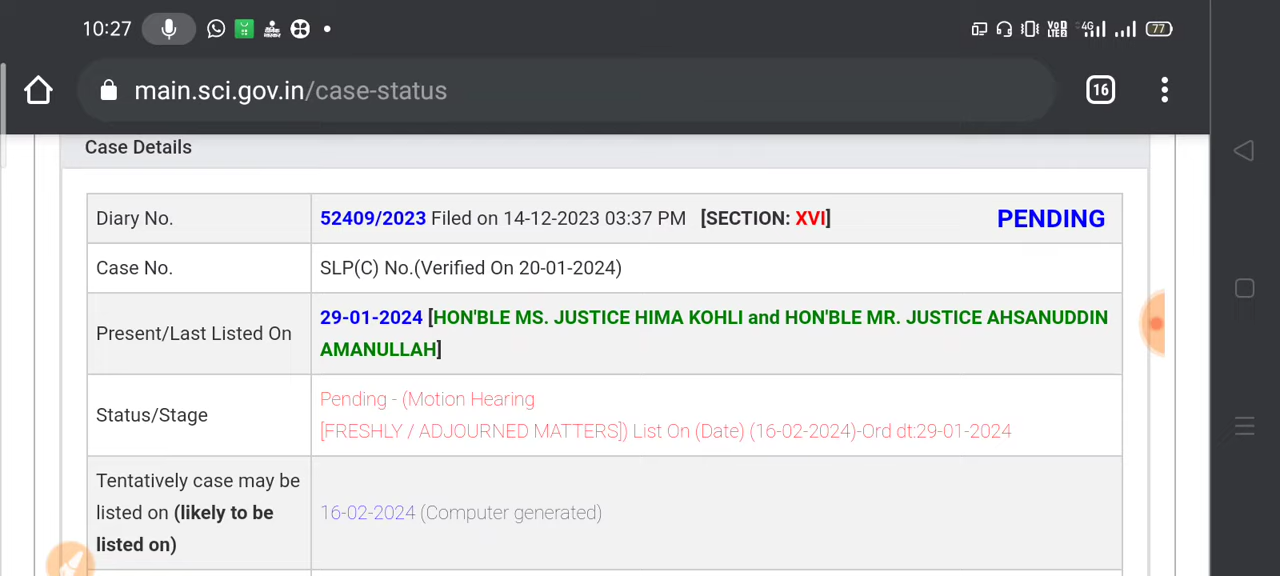 10:27
4G
VoD
LTE
77
main.sci.gov.in/case-status
16
Case Details
Diary No.
52409/2023 Filed on 14-12-2023 03:37 PM [SECTION: XVI]
PENDING
Case No.
SLP(C) No.(Verified On 20-01-2024)
Present/Last Listed On
29-01-2024 [HON'BLE MS. JUSTICE HIMA KOHLI and HON'BLE MR. JUSTICE AHSANUDDIN
AMANULLAH]
Status/Stage
Pending - (Motion Hearing
[FRESHLY / ADJOURNED MATTERS]) List On (Date) (16-02-2024)-Ord dt:29-01-2024
Tentatively case may be
listed on (likely to be
listed on)
16-02-2024 (Computer generated)